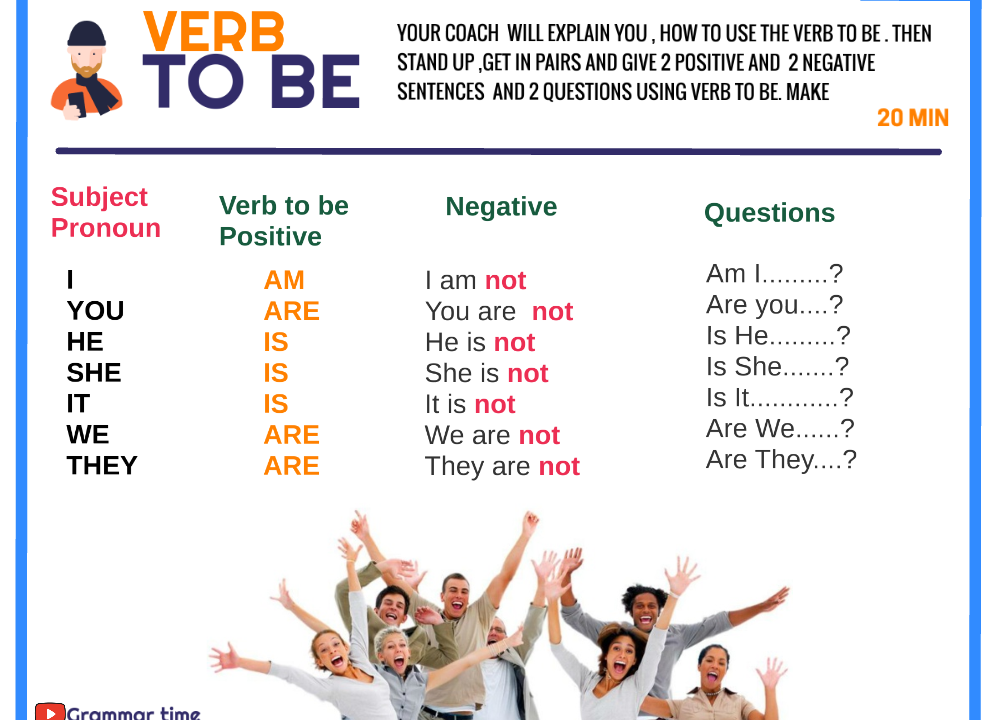 VERB
TO BE
YOUR COACH WILL EXPLAIN YOU , HOW TO USE THE VERB TO BE . THEN
STAND UP ,GET IN PAIRS AND GIVE 2 POSITIVE AND 2 NEGATIVE
SENTENCES AND 2 QUESTIONS USING VERB TO BE. MAKE
20 MIN
Subject
Pronoun
I
YOU
HE
SHE
IT
WE
THEY
Verb to be
Positive
AM
ARE
IS
IS
IS
ARE
ARE
Negative
I am not
You are not
He is not
She is not
It is not
We are not
They are not
Questions
Am I.........?
Are you....?
Is He.........?
Is She.......?
Is It............?
Are We......?
Are They....?
Grammar time